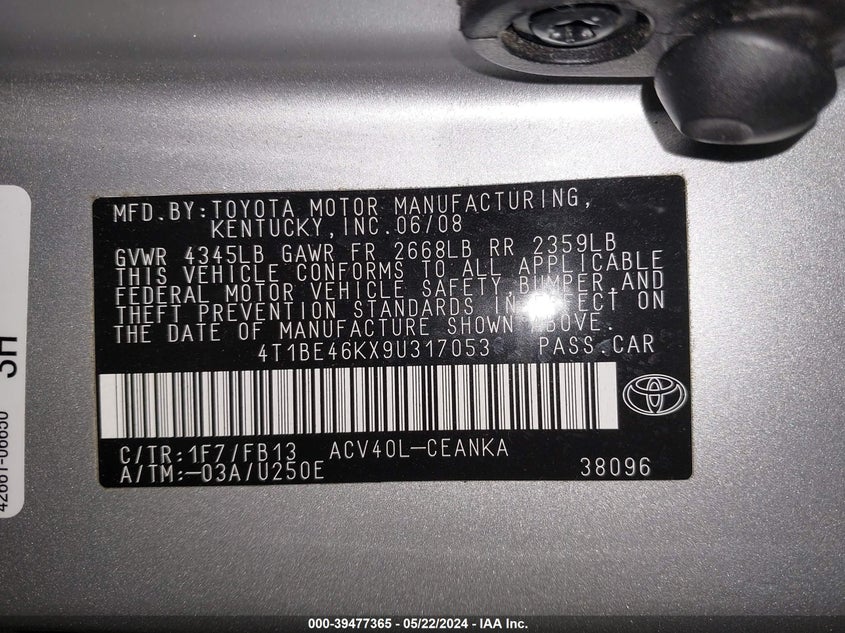 MFD.BY:TOYOTA MOTOR MANUFACTURING,
KENTUCKY,INC.06/08
GVWR 4345LB GAWR FR 2668LB RR 2359LB
THIS VEHICLE CONFORMS TO ALL APPLICABLE
FEDERAL MOTOR VEHICLE SAFETY,BUMPER,AND
THEFT PREVENTION STANDARDS IN EFFECT ON
THE DATE OF MANUFACTURE SHOWN ABOVE.
4T1BE46KX9U317053 PASS.CAR
C/TR:1F7/FB13 ACV40L-CEANKA
A/TM:-03A/U250E 38096
42661-06650
000-39477365 - 05/22/2024 - IAA Inc.